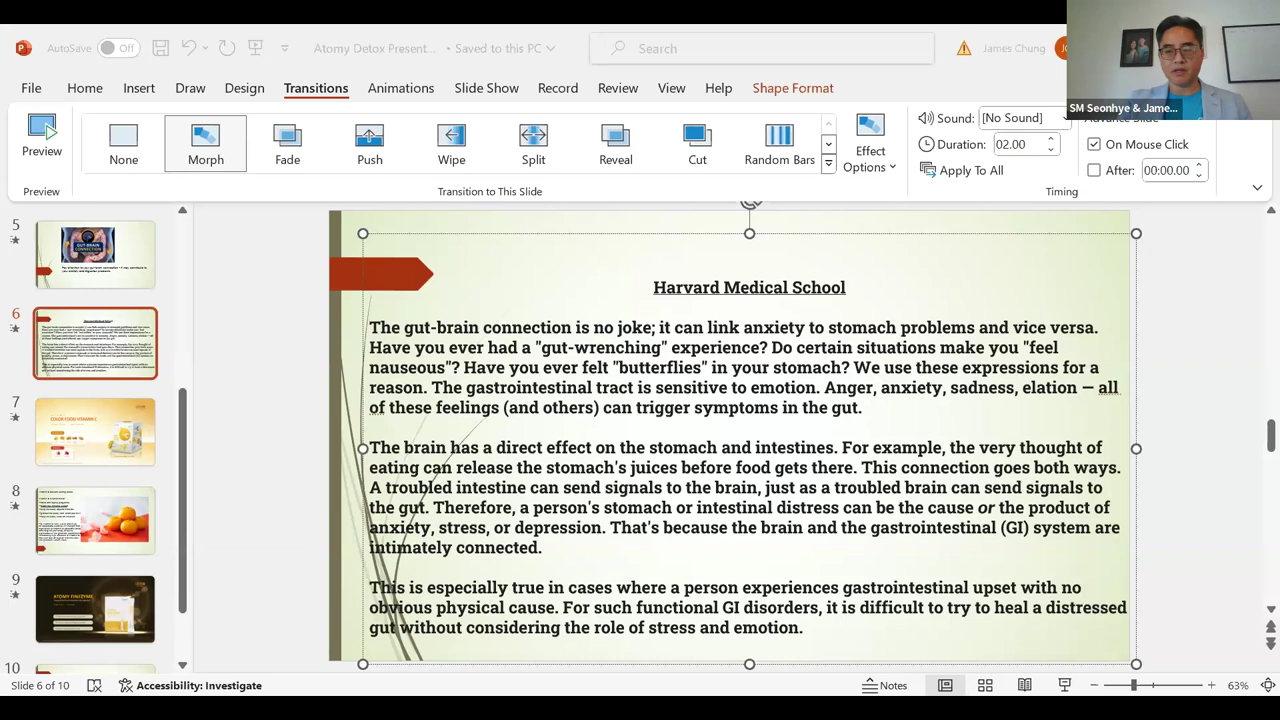 AutoSave
Off
Atomy Detox Present... • Saved to this PC
Search
James Chung
SM Seonhye & Jame...
File
Home
Insert
Draw
Design
Transitions
Animations
Slide Show
Record
Review
View
Help
Shape Format
Preview
None
Morph
Fade
Push
Wipe
Split
Reveal
Cut
Random Bars
Effect
Options
Sound: [No Sound]
Duration: 02.00
Apply To All
Advance Slide
On Mouse Click
After: 00:00.00
Preview
Transition to This Slide
Timing
5
GUT-BRAIN
CONNECTION
6
7
COLOR FOOD VITAMIN C
8
9
ATOMY FINZYME
10
Harvard Medical School
The gut-brain connection is no joke; it can link anxiety to stomach problems and vice versa.
Have you ever had a "gut-wrenching" experience? Do certain situations make you "feel
nauseous"? Have you ever felt "butterflies" in your stomach? We use these expressions for a
reason. The gastrointestinal tract is sensitive to emotion. Anger, anxiety, sadness, elation — all
of these feelings (and others) can trigger symptoms in the gut.
The brain has a direct effect on the stomach and intestines. For example, the very thought of
eating can release the stomach's juices before food gets there. This connection goes both ways.
A troubled intestine can send signals to the brain, just as a troubled brain can send signals to
the gut. Therefore, a person's stomach or intestinal distress can be the cause or the product of
anxiety, stress, or depression. That's because the brain and the gastrointestinal (GI) system are
intimately connected.
This is especially true in cases where a person experiences gastrointestinal upset with no
obvious physical cause. For such functional GI disorders, it is difficult to try to heal a distressed
gut without considering the role of stress and emotion.
Slide 6 of 10
Accessibility: Investigate
Notes
63%